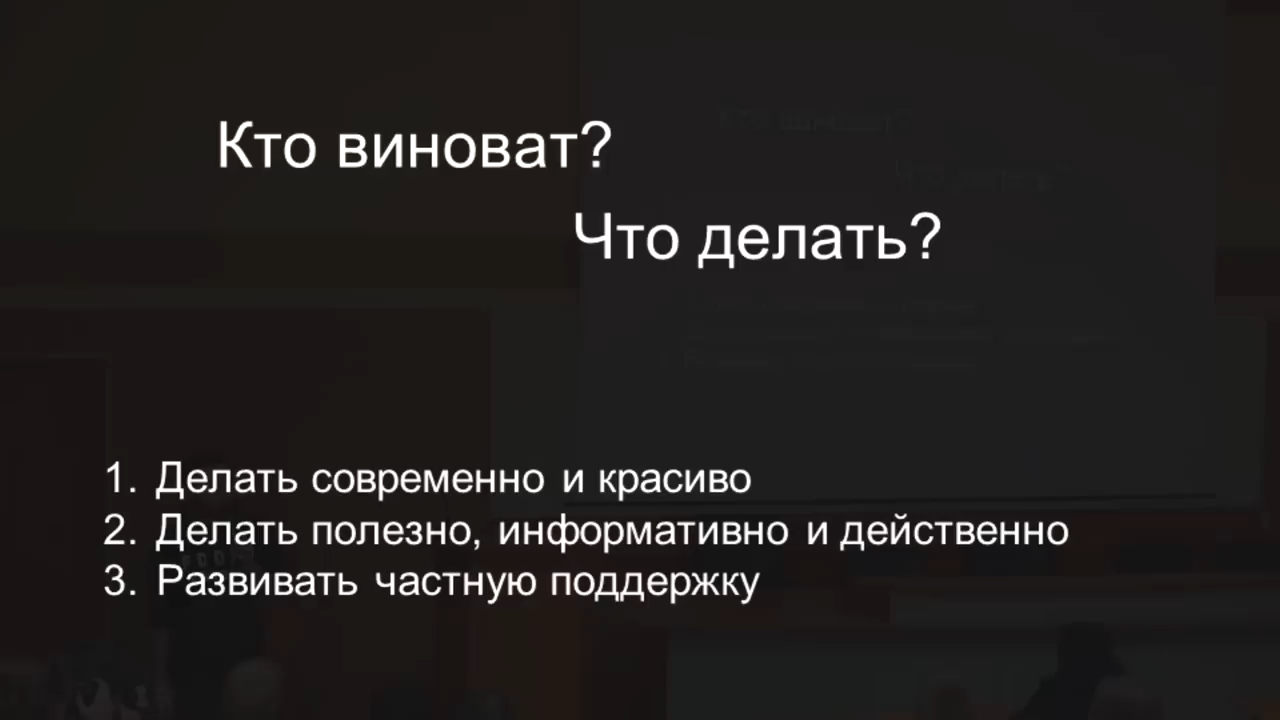 Кто виноват?
Что делать?
1. Делать современно и красиво
2. Делать полезно, информативно и действенно
3. Развивать частную поддержку